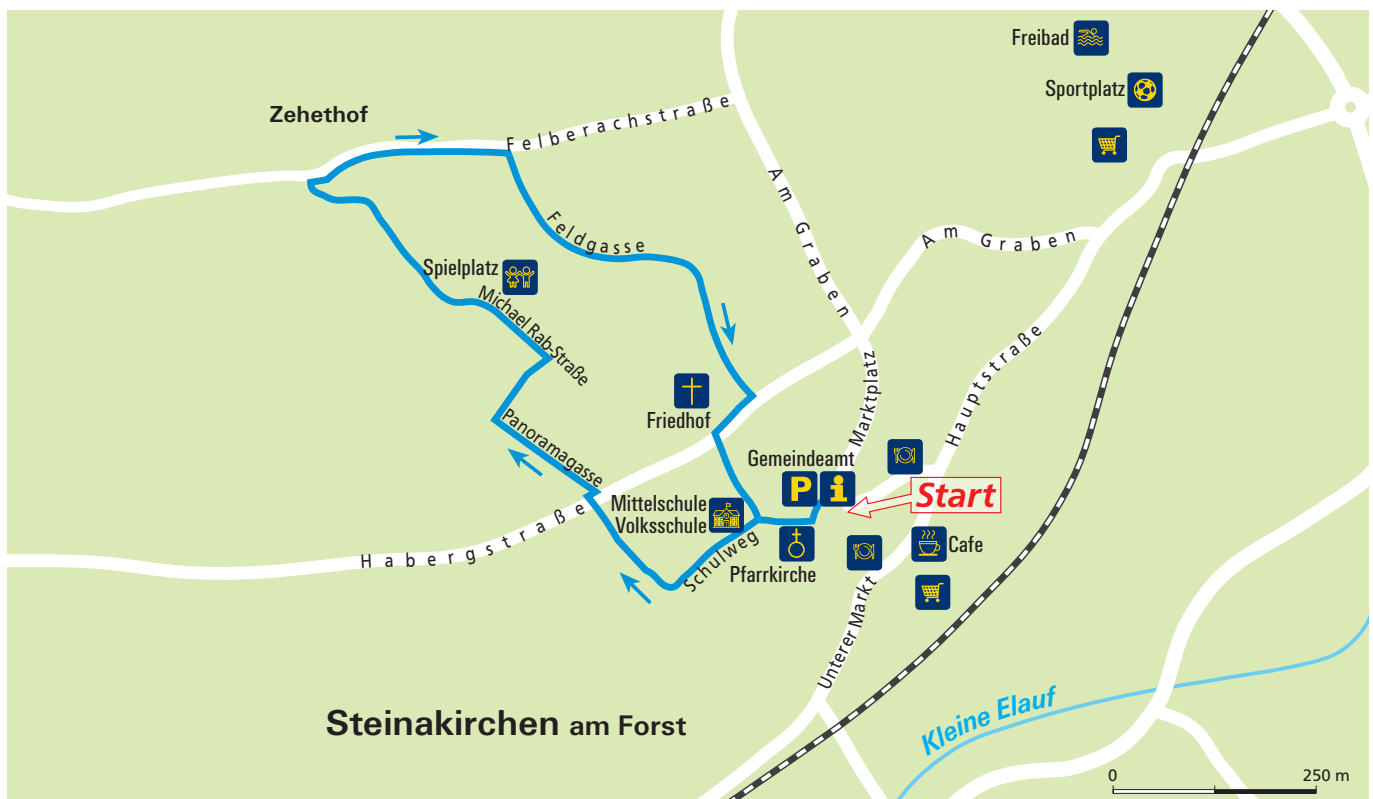 Freibad
Sportplatz
Zehethof
Felberachstraße
Am Graben
Am Graben
Feldgasse
Spielplatz
Michael Rab-Straße
Hauptstraße
Marktplatz
Friedhof
Panoramagasse
Gemeindeamt
P i
Start
Mittelschule
Volksschule
Habergstraße
Schulweg
Pfarrkirche
Cafe
Unterer Markt
Steinakirchen am Forst
Kleine Elauf
0 250 m